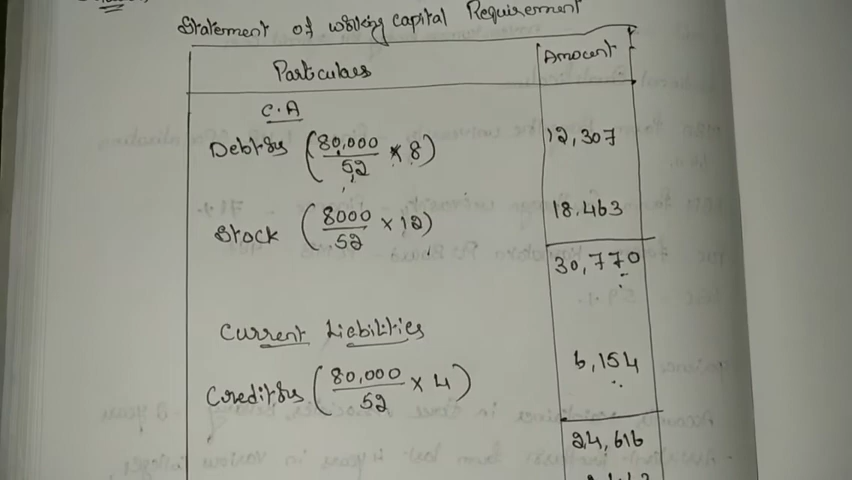 Statement of working capital Requirement
Particulars Amount
C.A
Debtors (80,000/52 × 8) 12,307
Stock (8000/52 × 12) 18.463
30,770
Current Liabilities
Creditors (80,000/52 × 4) 6,154
24,616